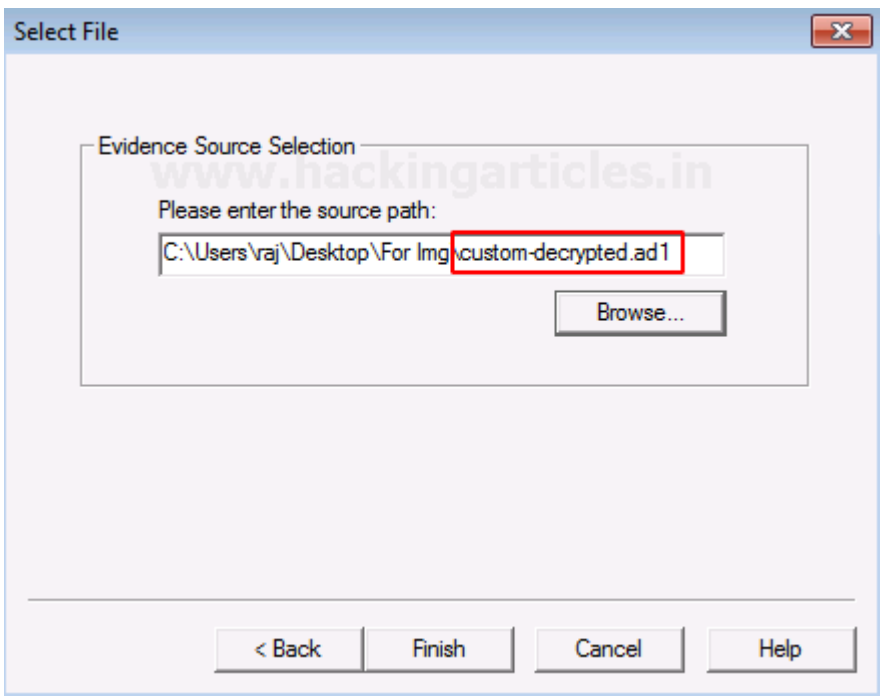 Select File
Evidence Source Selection
www.hackingarticles.in
Please enter the source path:
C:\Users\raj\Desktop\For Img\custom-decrypted.ad1
Browse...
< Back Finish Cancel Help